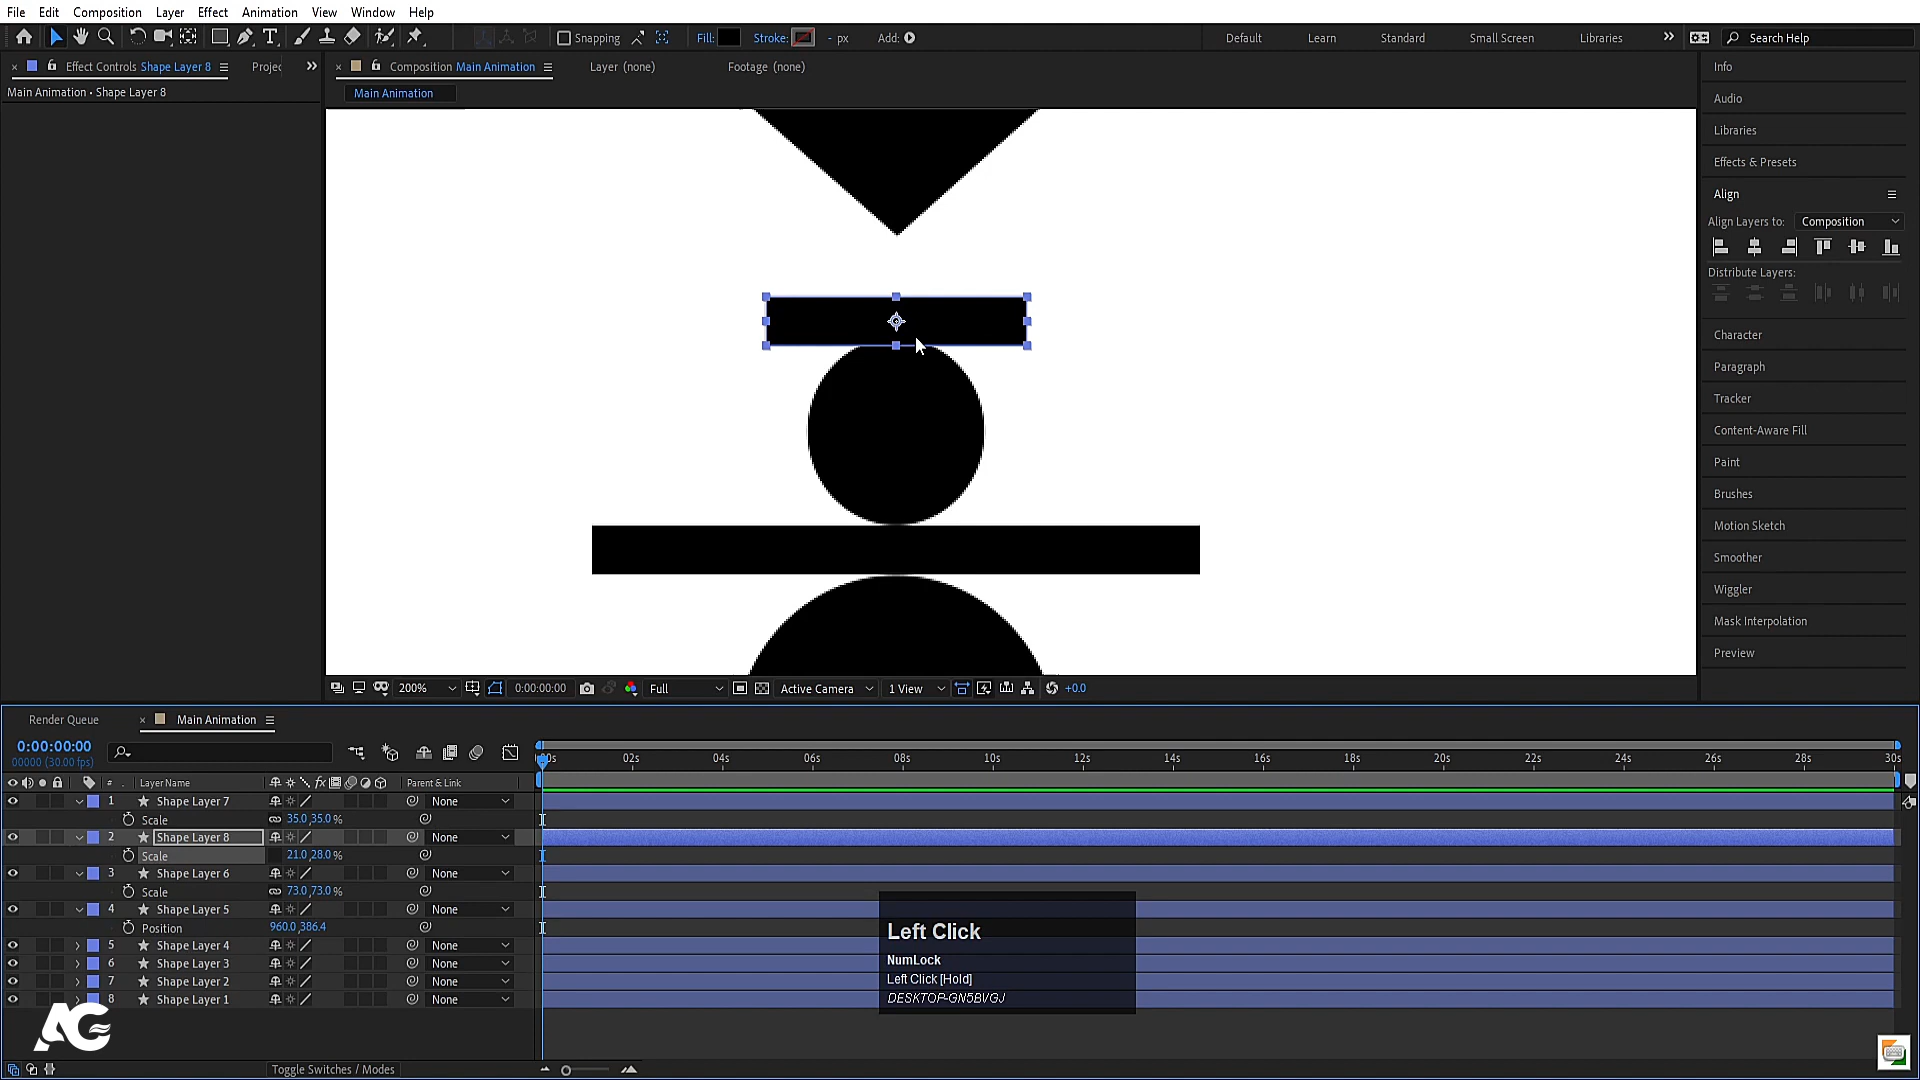 File Edit Composition Layer Effect Animation View Window Help
Snapping Fill: Stroke: - px Add: Default Learn Standard Small Screen Libraries Search Help
Effect Controls Shape Layer 8 Projec Composition Main Animation Layer (none) Footage (none)
Main Animation • Shape Layer 8
Main Animation
Info
Audio
Libraries
Effects & Presets
Align
Align Layers to: Composition
Distribute Layers:
Character
Paragraph
Tracker
Content-Aware Fill
Paint
Brushes
Motion Sketch
Smoother
Wiggler
Mask Interpolation
Preview
200% 0:00:00:00 Full Active Camera 1 View +0.0
Render Queue Main Animation
0:00:00:00
00000 (30.00 fps)
02s 04s 06s 08s 10s 12s 14s 16s 18s 20s 22s 24s 26s 28s 30s
# Layer Name fx Parent & Link
1 Shape Layer 7 None
Scale 35.0,35.0%
2 Shape Layer 8 None
Scale 21.0,28.0%
3 Shape Layer 6 None
Scale 73.0,73.0%
4 Shape Layer 5 None
Position 960.0,386.4
5 Shape Layer 4 None
6 Shape Layer 3 None
7 Shape Layer 2 None
8 Shape Layer 1 None
Left Click
NumLock
Left Click [Hold]
DESKTOP-GN5BVGJ
AG
Toggle Switches / Modes